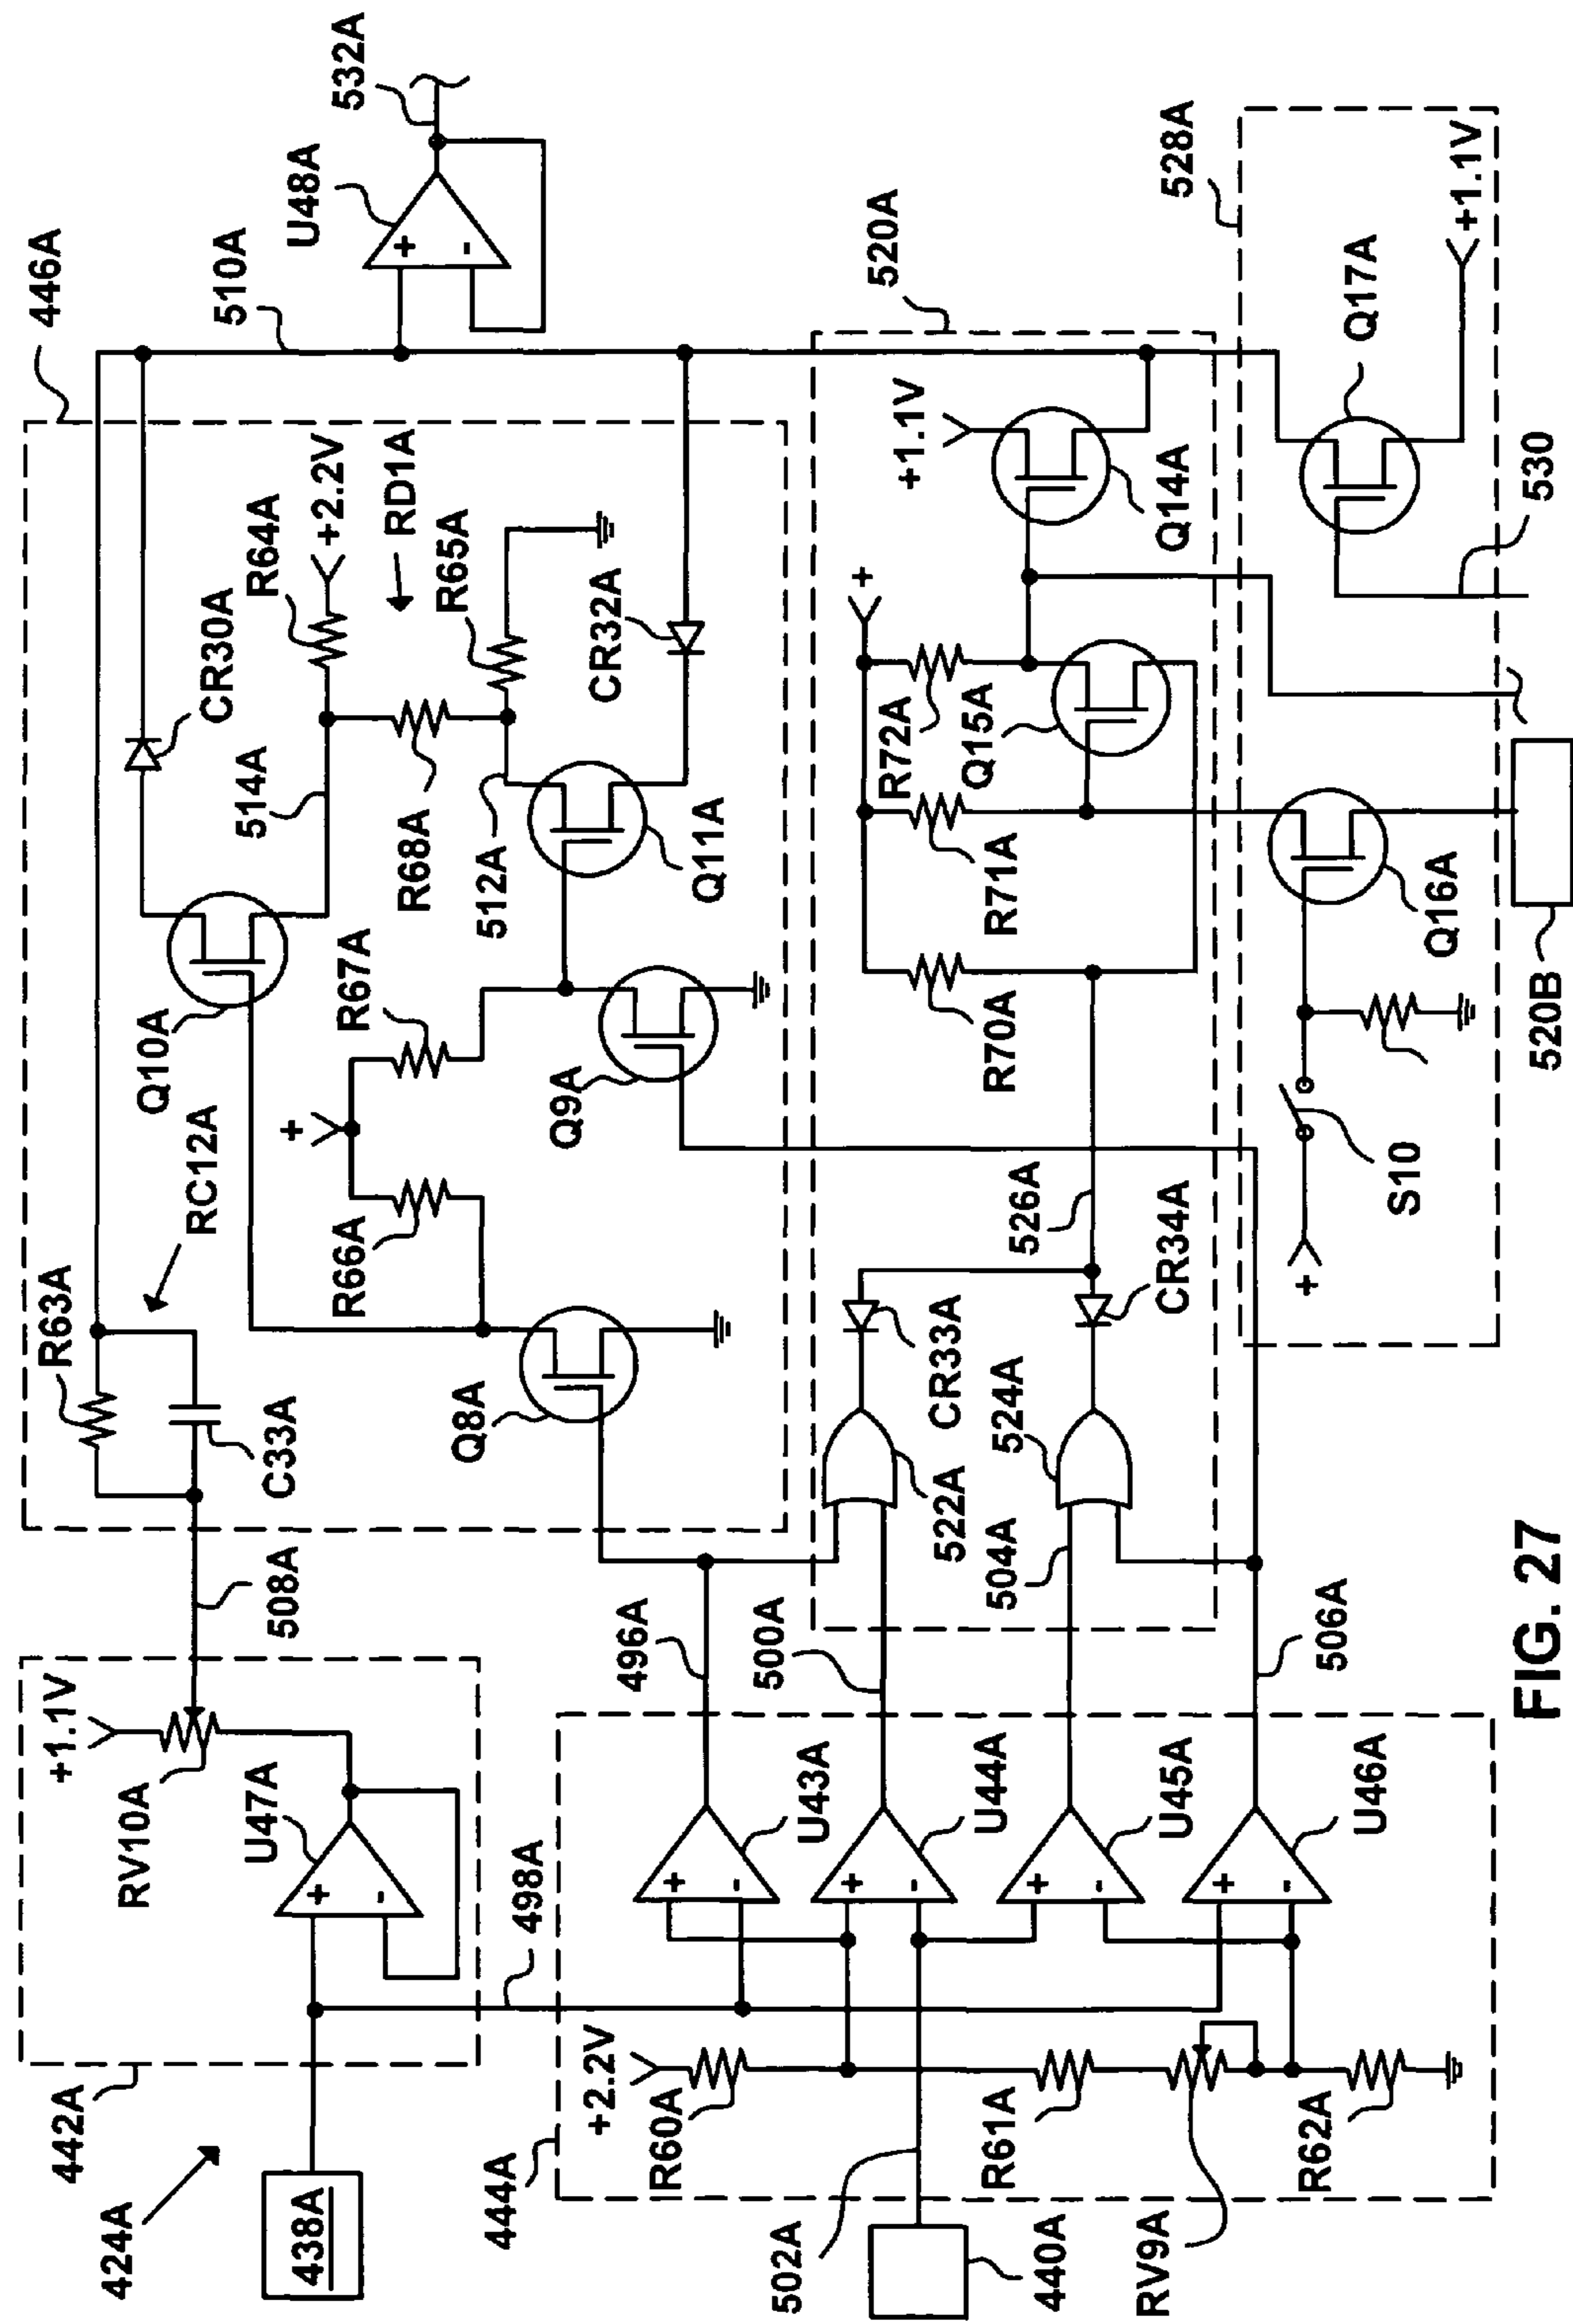 424A
442A
438A
+1.1V
RV10A
U47A
+
-
498A
508A
446A
R63A
RC12A
C33A
Q10A
CR30A
514A
R64A
+2.2V
RD1A
R68A
R65A
512A
CR32A
Q11A
R67A
+
R66A
Q9A
Q8A
510A
U48A
+
-
532A
444A
+2.2V
R60A
502A
440A
R61A
RV9A
R62A
+
-
U43A
+
-
U44A
+
-
U45A
+
-
U46A
496A
500A
504A
506A
520A
522A
CR33A
524A
CR34A
526A
R70A
R71A
R72A
+
Q15A
+1.1V
Q14A
528A
+
S10
Q16A
520B
530
Q17A
+1.1V
FIG. 27